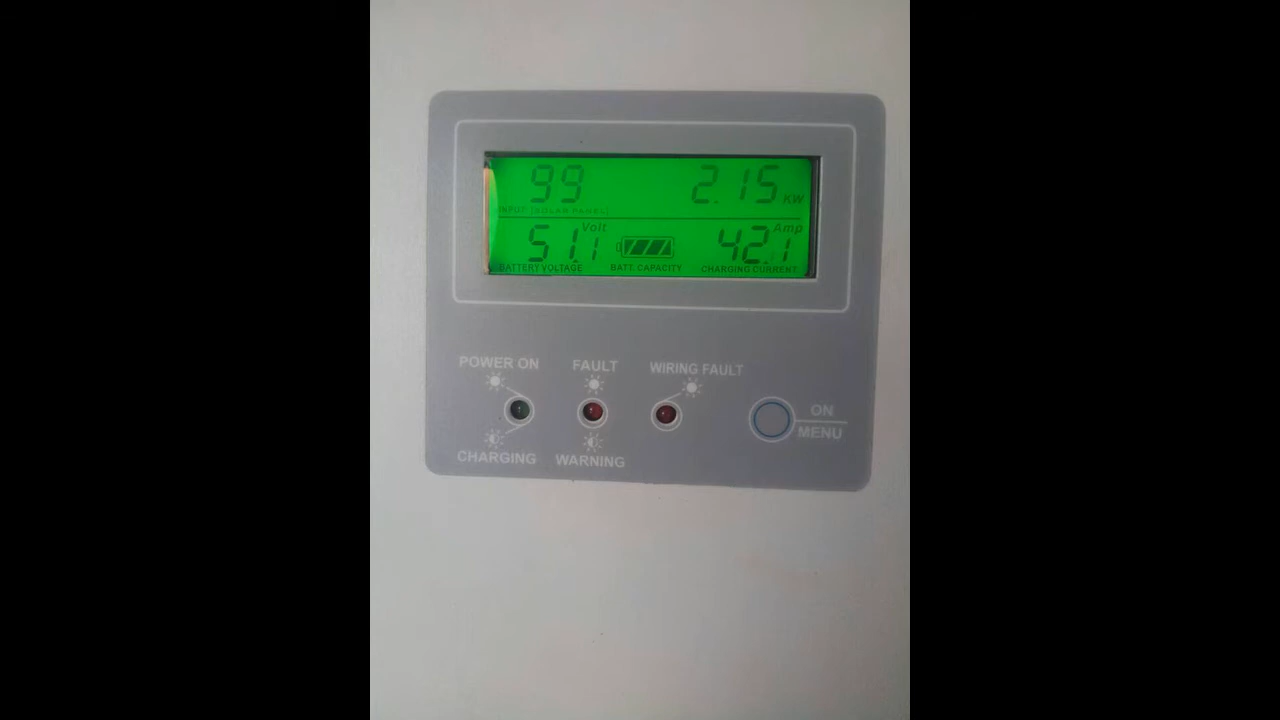 99 2.15 KW
INPUT [SOLAR PANEL]
Volt Amp
51.1 42.1
BATTERY VOLTAGE BATT. CAPACITY CHARGING CURRENT
POWER ON FAULT WIRING FAULT
ON
MENU
CHARGING WARNING